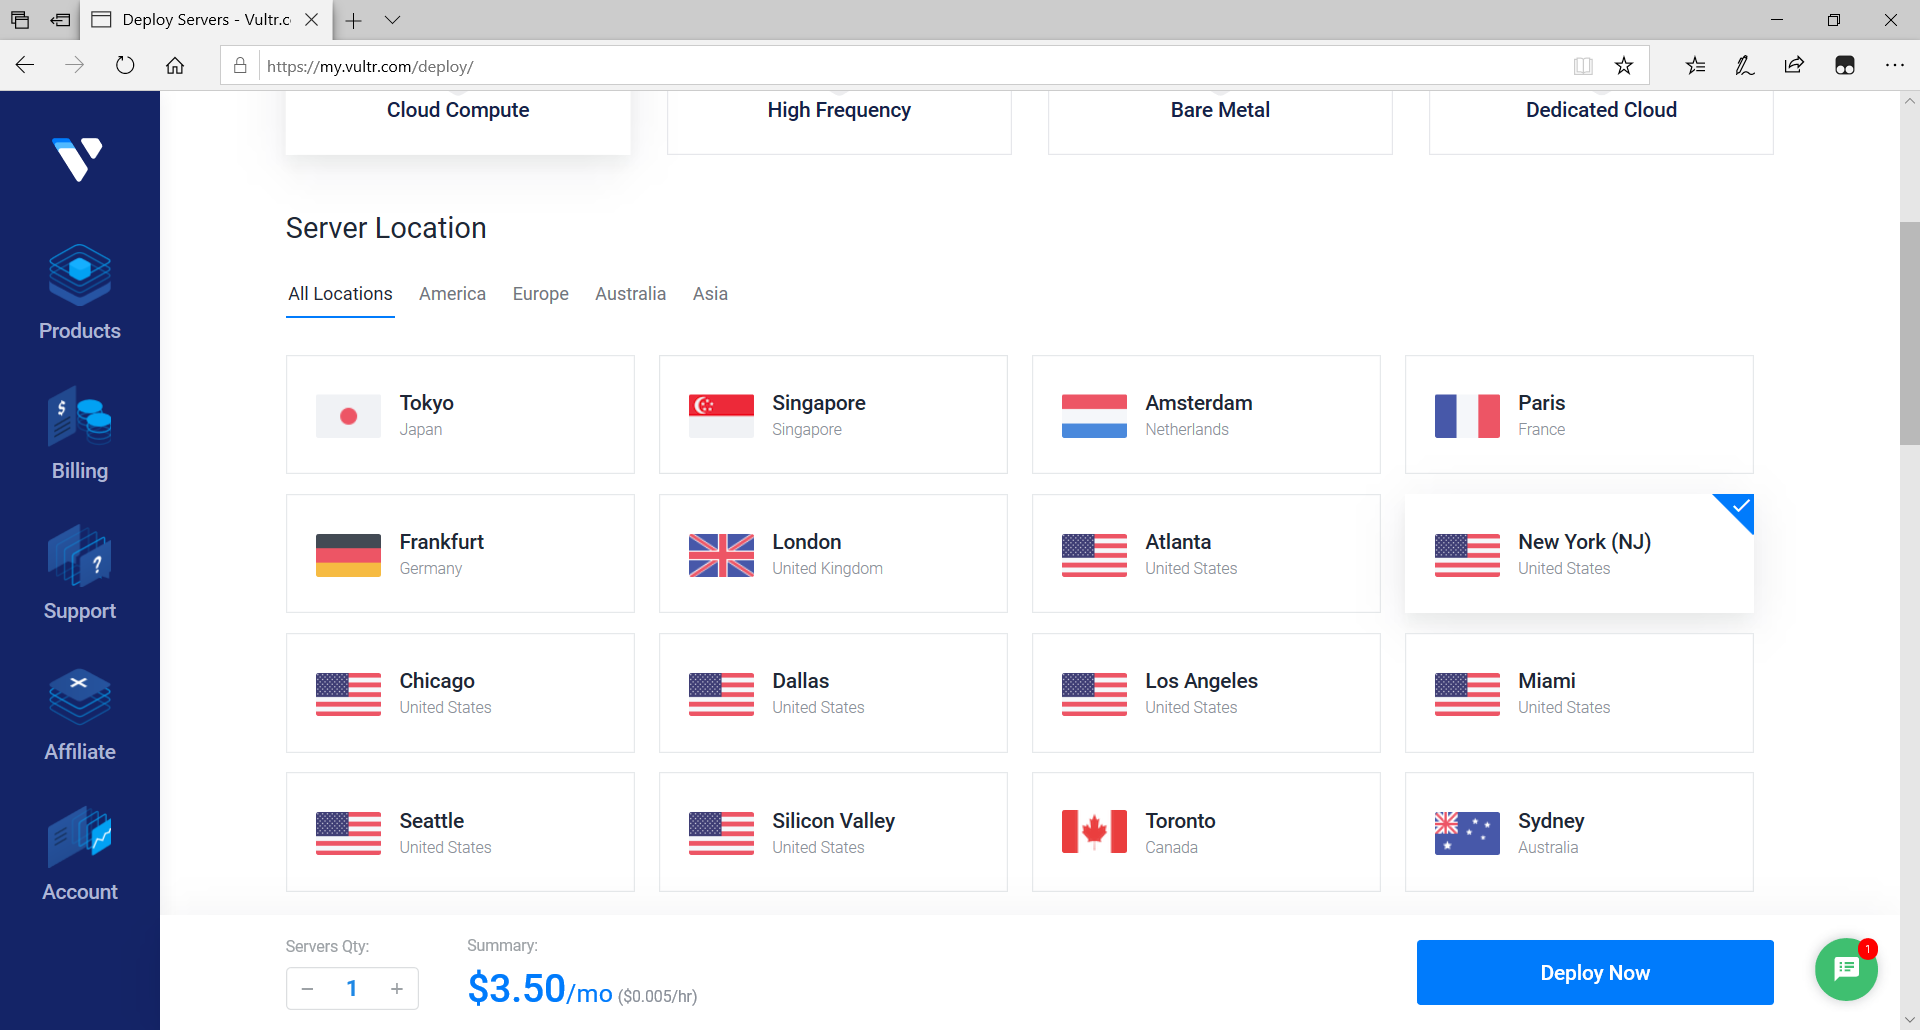 Deploy Servers - Vultr.c
https://my.vultr.com/deploy/
Cloud Compute
High Frequency
Bare Metal
Dedicated Cloud
Products
Billing
Support
Affiliate
Account
Server Location
All Locations
America
Europe
Australia
Asia
Tokyo
Japan
Singapore
Singapore
Amsterdam
Netherlands
Paris
France
Frankfurt
Germany
London
United Kingdom
Atlanta
United States
New York (NJ)
United States
Chicago
United States
Dallas
United States
Los Angeles
United States
Miami
United States
Seattle
United States
Silicon Valley
United States
Toronto
Canada
Sydney
Australia
Servers Qty:
− 1 +
Summary:
$3.50/mo ($0.005/hr)
Deploy Now
1